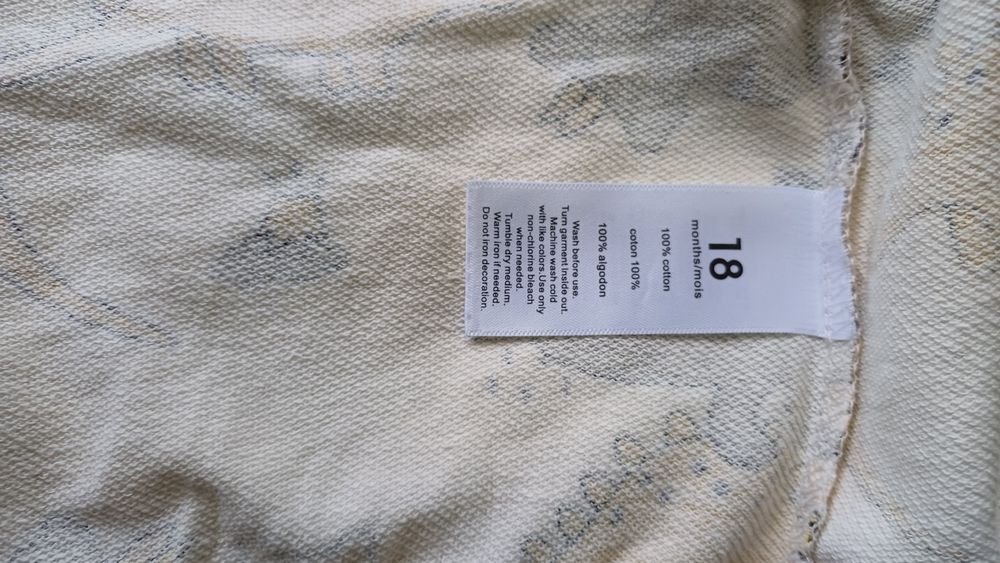 18
months/mois
100% cotton
coton 100%
100% algodon
Wash before use.
Turn garment inside out.
Machine wash cold
with like colors.Use only
non-chlorine bleach
when needed.
Tumble dry medium.
Warm iron if needed.
Do not iron decoration.